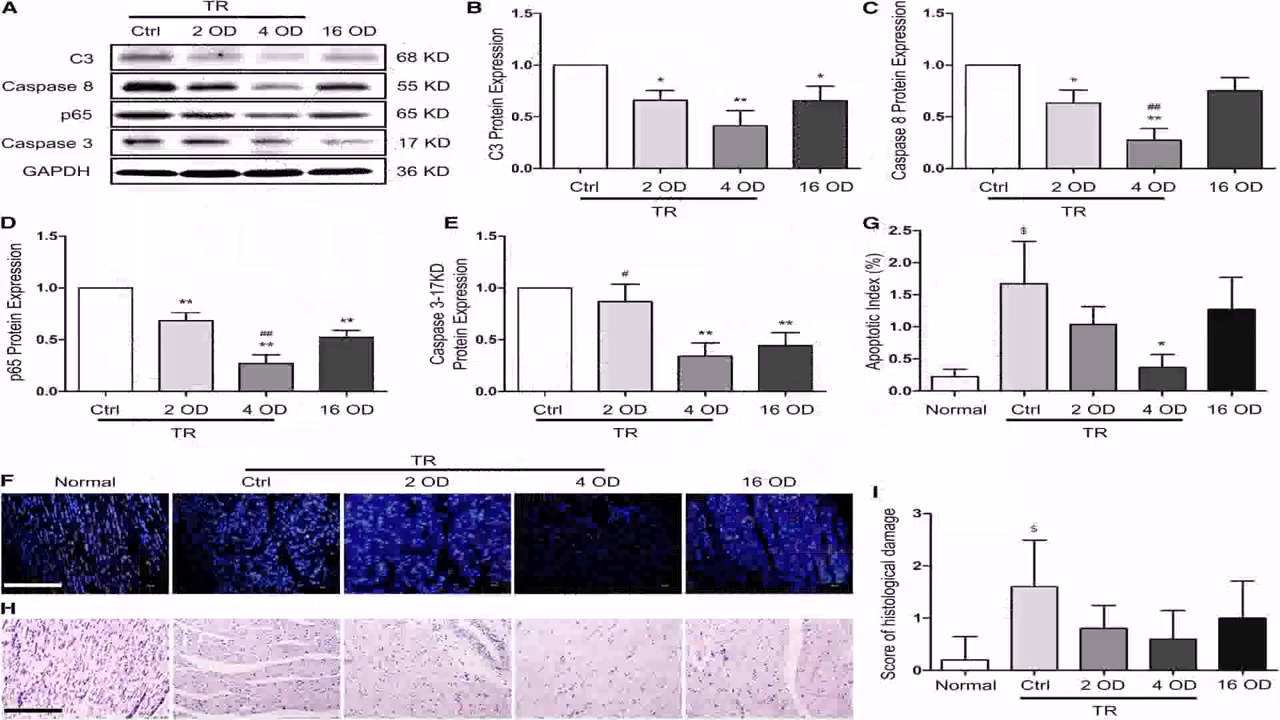 A
TR
Ctrl 2 OD 4 OD 16 OD
C3 68 KD
Caspase 8 55 KD
p65 65 KD
Caspase 3 17 KD
GAPDH 36 KD
B
C3 Protein Expression
1.5
1.0
0.5
0.0
*
**
*
Ctrl 2 OD 4 OD 16 OD
TR
C
Caspase 8 Protein Expression
1.5
1.0
0.5
0.0
*
##
**
Ctrl 2 OD 4 OD 16 OD
TR
D
p65 Protein Expression
1.5
1.0
0.5
0.0
**
##
**
**
Ctrl 2 OD 4 OD 16 OD
TR
E
Caspase 3-17KD
Protein Expression
1.5
1.0
0.5
0.0
#
**
**
Ctrl 2 OD 4 OD 16 OD
TR
G
Apoptotic Index (%)
2.5
2.0
1.5
1.0
0.5
0.0
$
*
Normal Ctrl 2 OD 4 OD 16 OD
TR
F
TR
Normal Ctrl 2 OD 4 OD 16 OD
H
I
Score of histological damage
3
2
1
0
$
Normal Ctrl 2 OD 4 OD 16 OD
TR